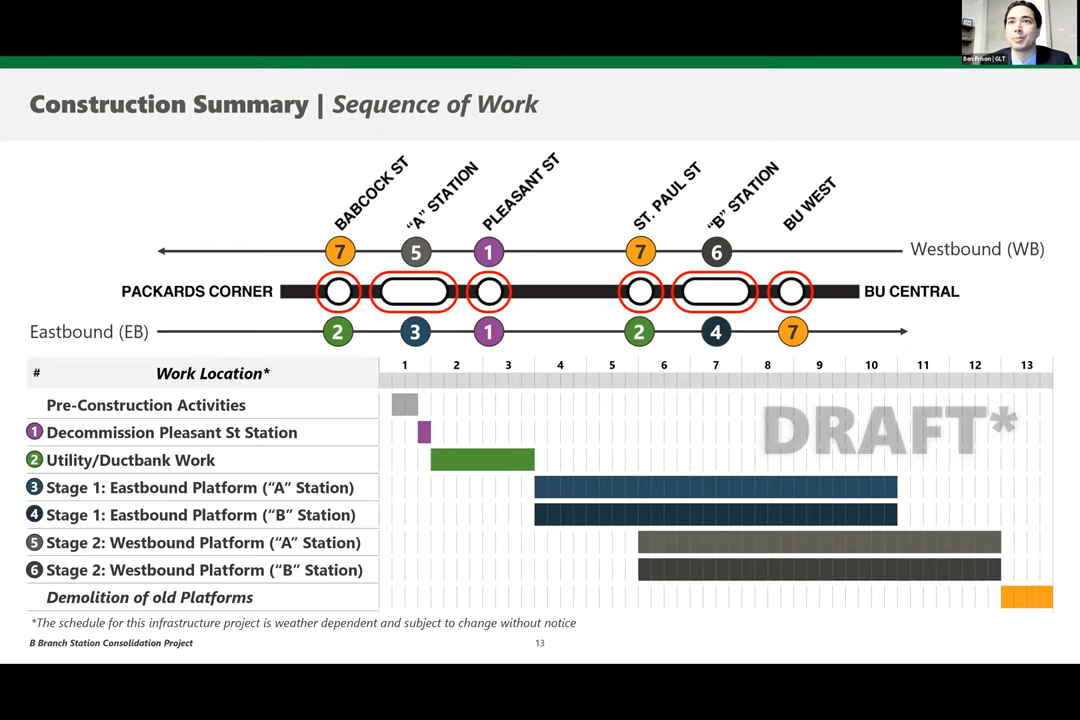 Ben Frison | GLT
Construction Summary | Sequence of Work
BABCOCK ST
"A" STATION
PLEASANT ST
ST. PAUL ST
"B" STATION
BU WEST
7 5 1 7 6 Westbound (WB)
PACKARDS CORNER BU CENTRAL
Eastbound (EB) 2 3 1 2 4 7
# Work Location* 1 2 3 4 5 6 7 8 9 10 11 12 13
Pre-Construction Activities
DRAFT*
1 Decommission Pleasant St Station
2 Utility/Ductbank Work
3 Stage 1: Eastbound Platform ("A" Station)
4 Stage 1: Eastbound Platform ("B" Station)
5 Stage 2: Westbound Platform ("A" Station)
6 Stage 2: Westbound Platform ("B" Station)
Demolition of old Platforms
*The schedule for this infrastructure project is weather dependent and subject to change without notice
B Branch Station Consolidation Project 13